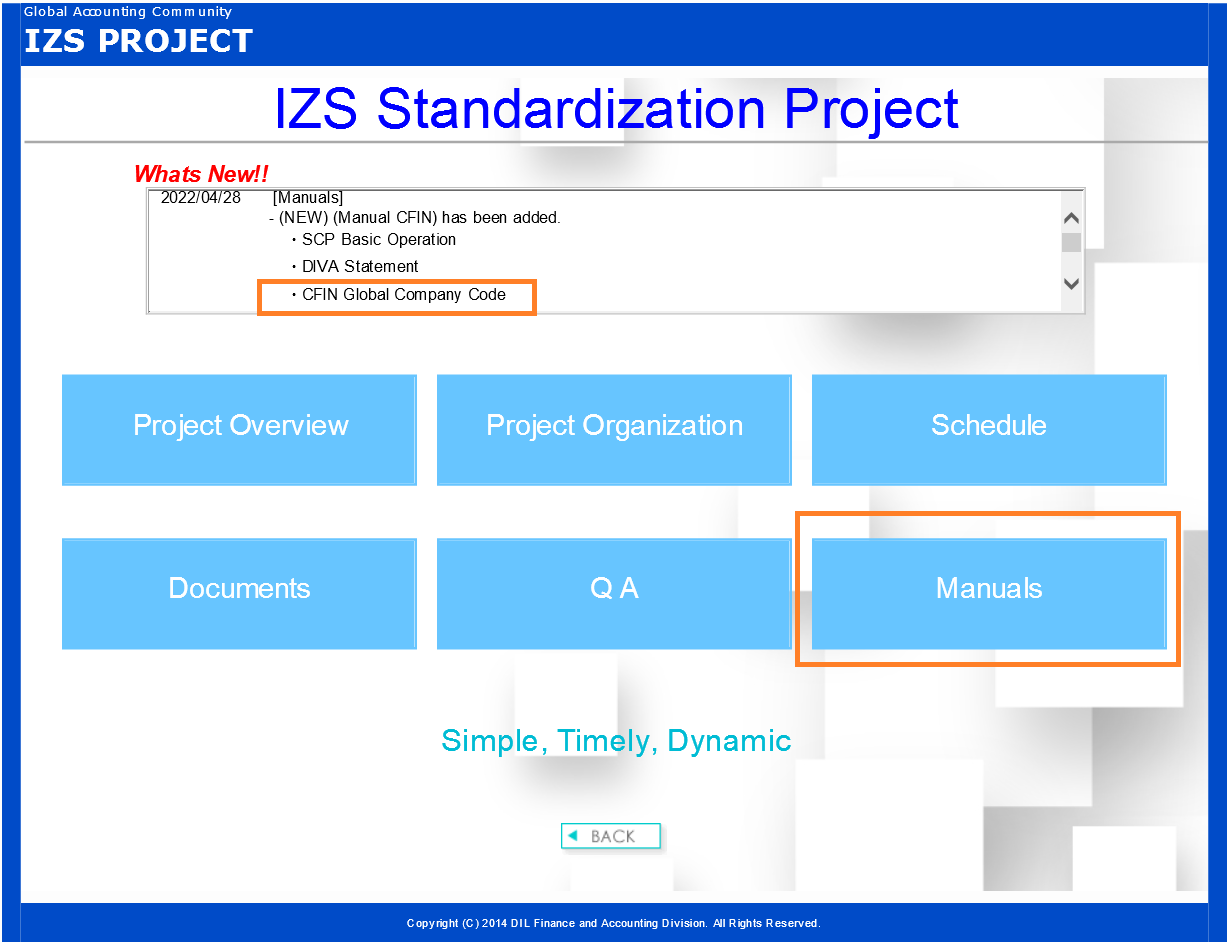 Global Accounting Community
IZS PROJECT
IZS Standardization Project
Whats New!!
2022/04/28 [Manuals]
- (NEW) (Manual CFIN) has been added.
・SCP Basic Operation
・DIVA Statement
・CFIN Global Company Code
Project Overview
Project Organization
Schedule
Documents
Q A
Manuals
Simple, Timely, Dynamic
BACK
Copyright (C) 2014 DIL Finance and Accounting Division. All Rights Reserved.